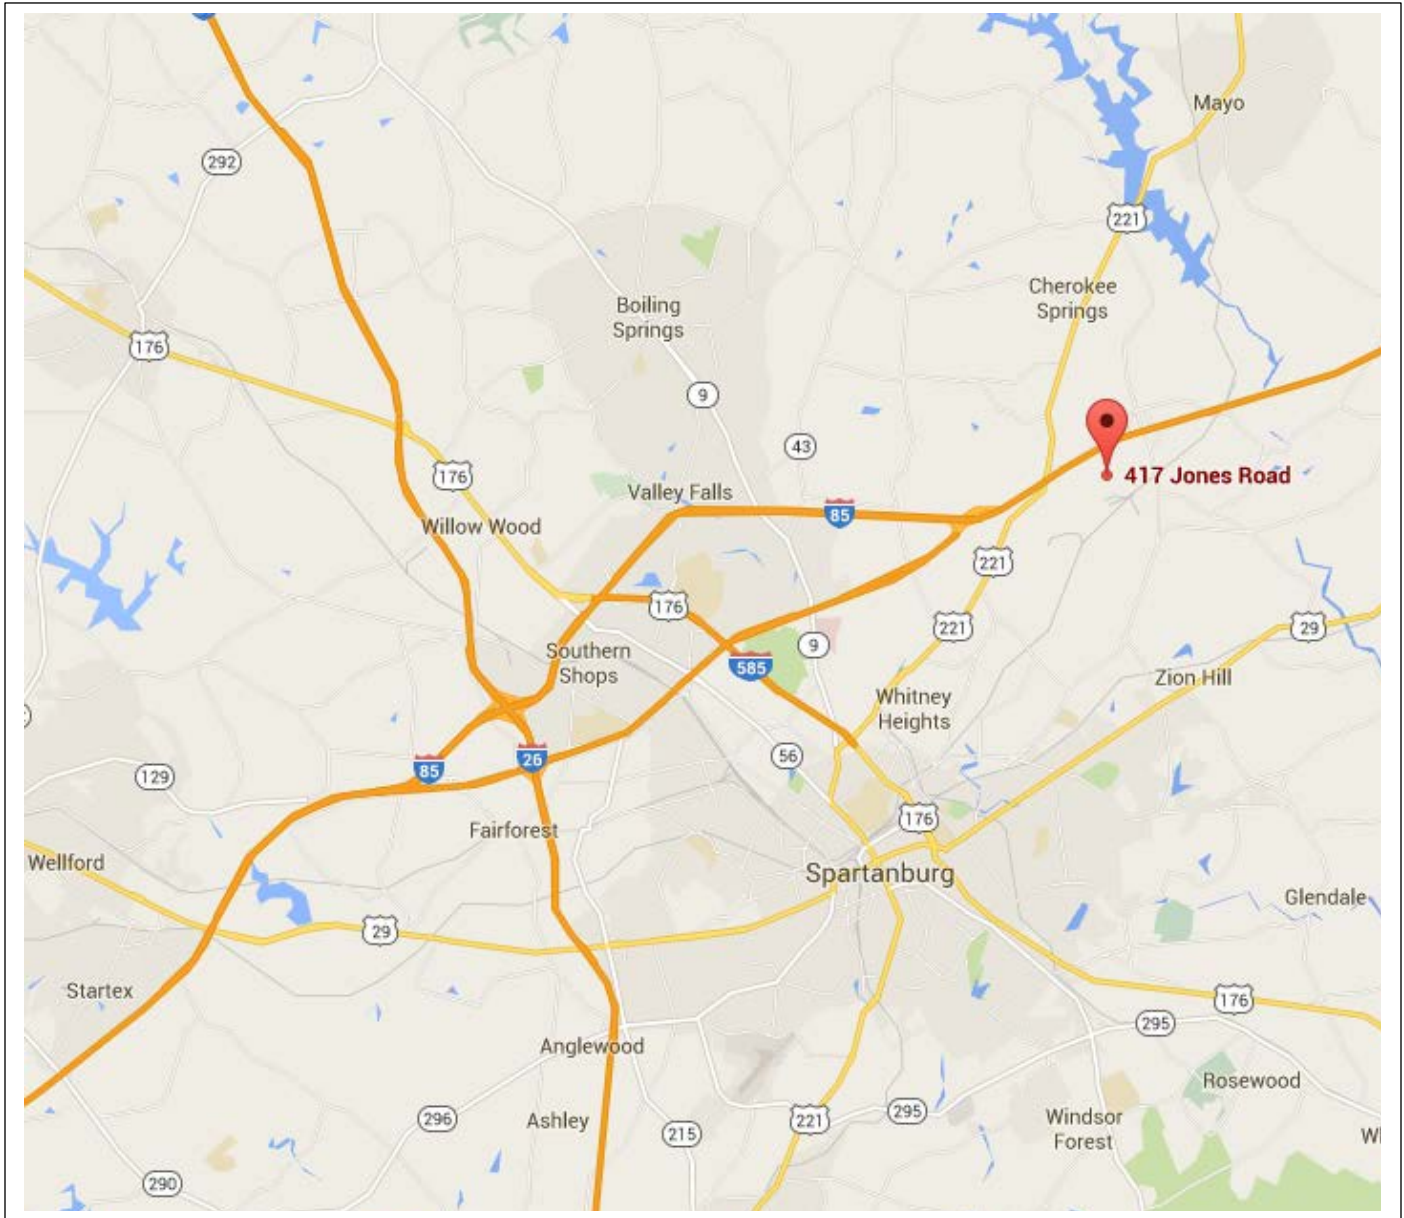 Mayo
292
221
Cherokee
Springs
Boiling
Springs
176
9
43
417 Jones Road
176
Valley Falls
85
Willow Wood
221
176
221
29
9
Southern
Shops
585
Zion Hill
Whitney
Heights
56
26
85
129
176
Fairforest
Wellford
Spartanburg
Glendale
29
Startex
176
295
Anglewood
Rosewood
296
Ashley
221
295
Windsor
Forest
215
290